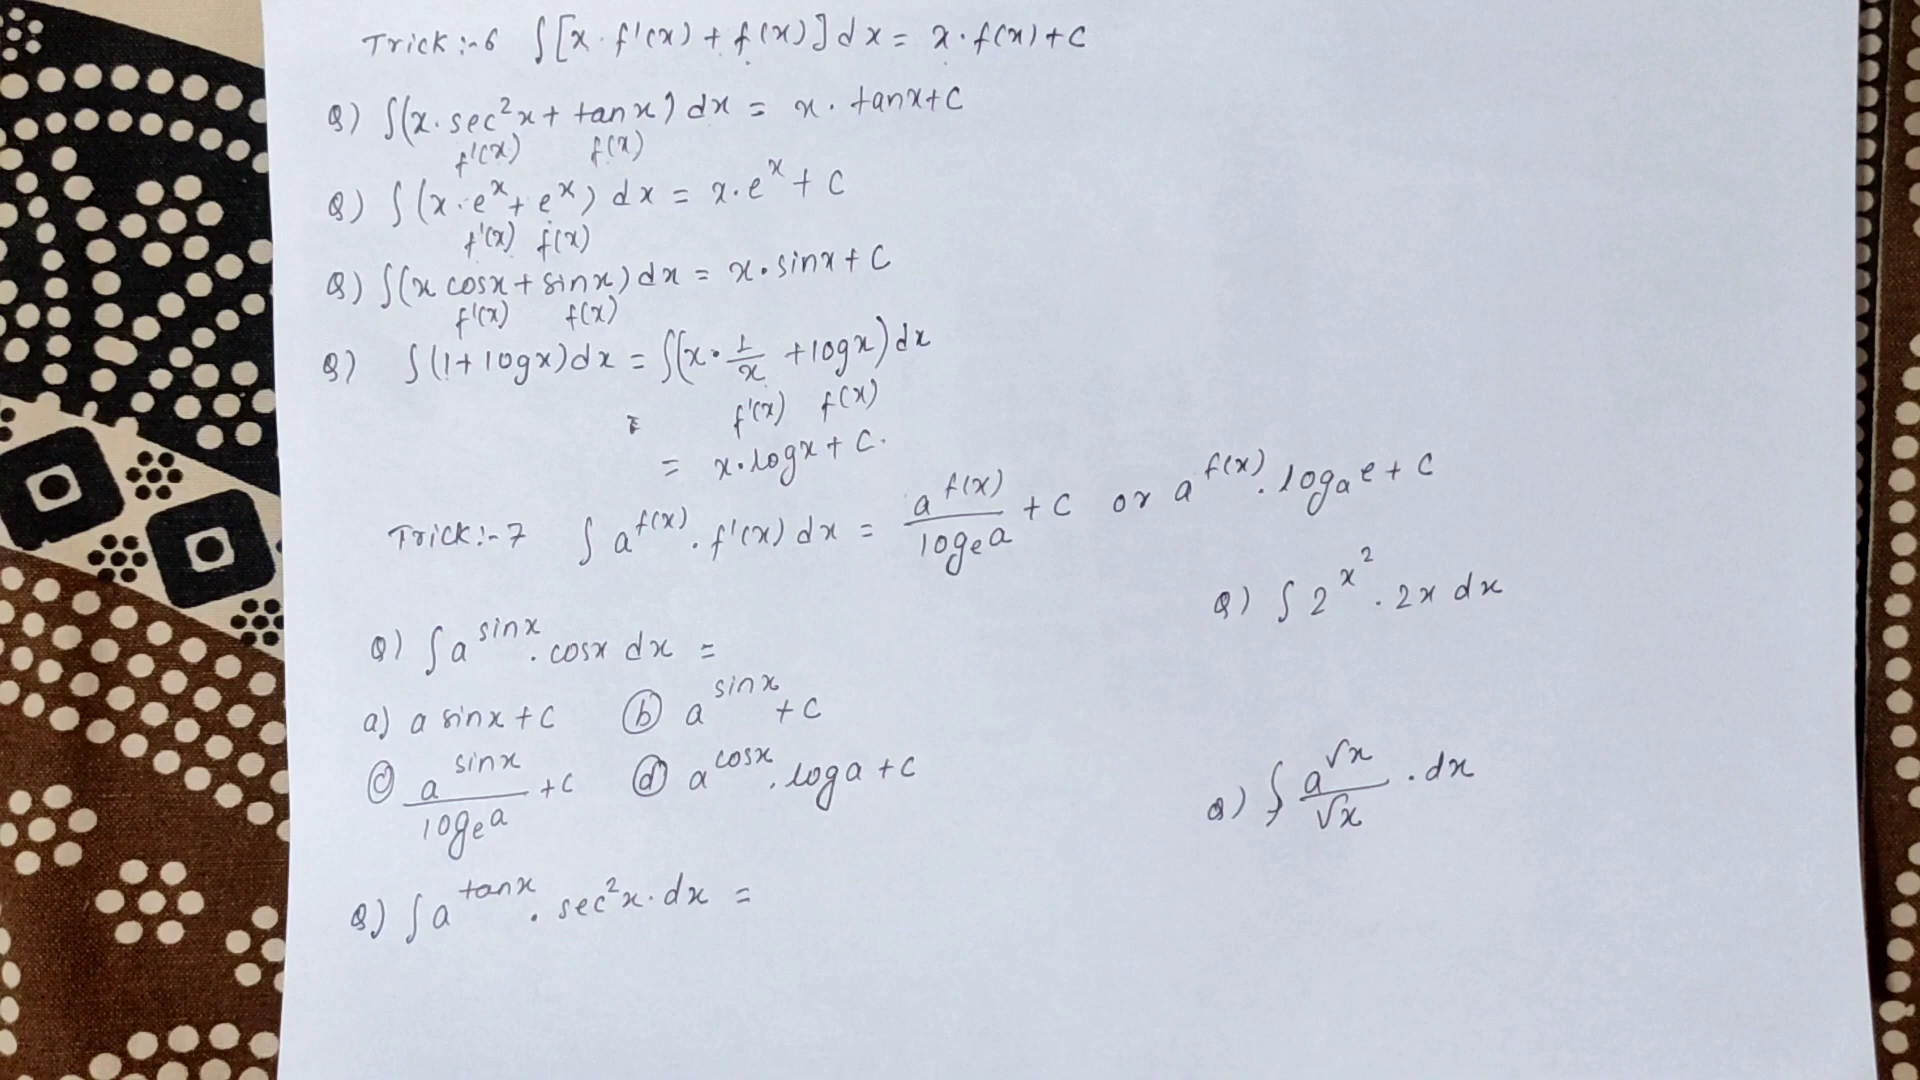 Trick:-6 ∫[x·f'(x)+f(x)]dx = x·f(x)+c
Q) ∫(x·sec²x+tanx)dx = x·tanx+c
f'(x) f(x)
Q) ∫(x·eˣ+eˣ)dx = x·eˣ+c
f'(x) f(x)
Q) ∫(x cosx+sinx)dx = x·sinx+c
f'(x) f(x)
Q) ∫(1+logx)dx = ∫(x·1/x+logx)dx
f'(x) f(x)
= x·logx+c.
Trick:-7 ∫a^f(x)·f'(x)dx = a^f(x)/logₑa + c or a^f(x)·logₐe+c
Q) ∫a^sinx·cosx dx =
a) a sinx+c (b) a^sinx+c
(c) a^sinx/logₑa +c (d) a^cosx·loga+c
Q) ∫a^tanx·sec²x·dx =
Q) ∫2^x²·2x dx
Q) ∫a^√x/√x·dx